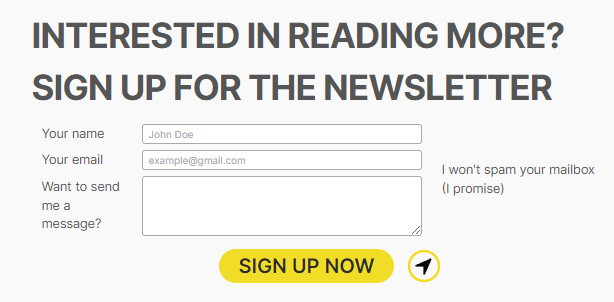 INTERESTED IN READING MORE?
SIGN UP FOR THE NEWSLETTER
Your name
John Doe
Your email
example@gmail.com
Want to send
me a
message?
I won't spam your mailbox
(I promise)
SIGN UP NOW